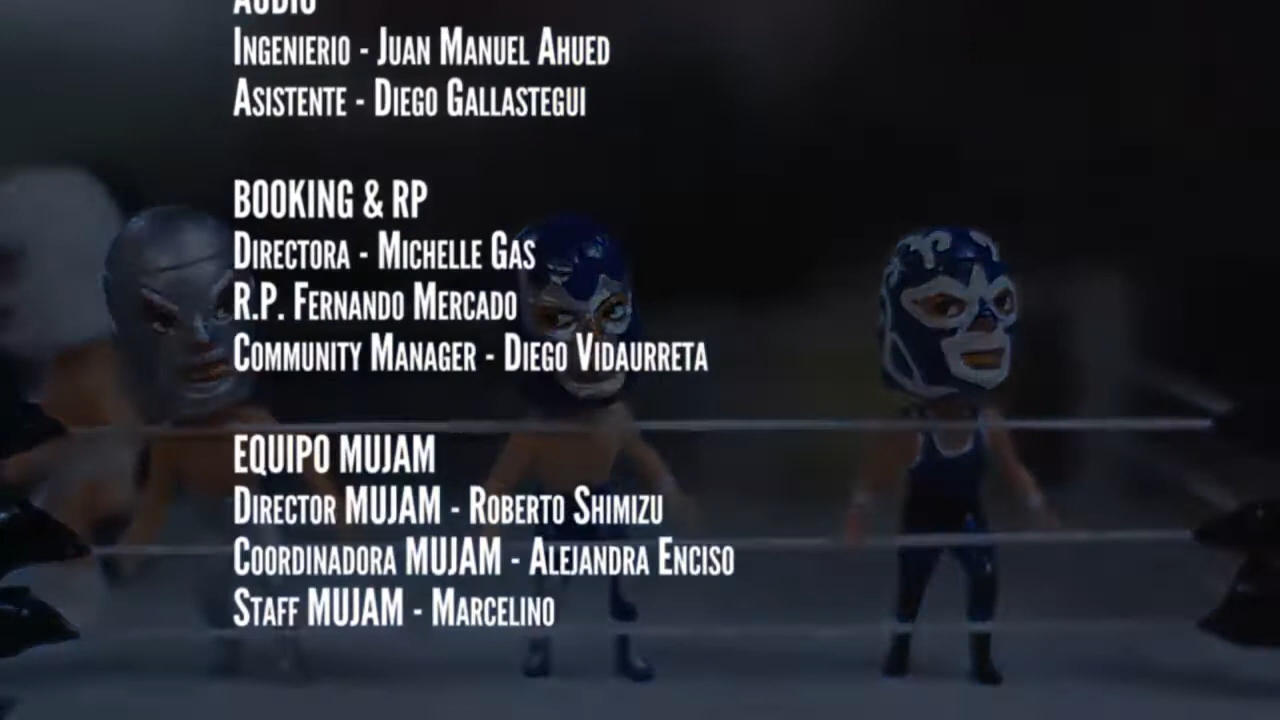 AUDIO
Ingenierio - Juan Manuel Ahued
Asistente - Diego Gallastegui
BOOKING & RP
Directora - Michelle Gas
R.P. Fernando Mercado
Community Manager - Diego Vidaurreta
EQUIPO MUJAM
Director MUJAM - Roberto Shimizu
Coordinadora MUJAM - Alejandra Enciso
Staff MUJAM - Marcelino